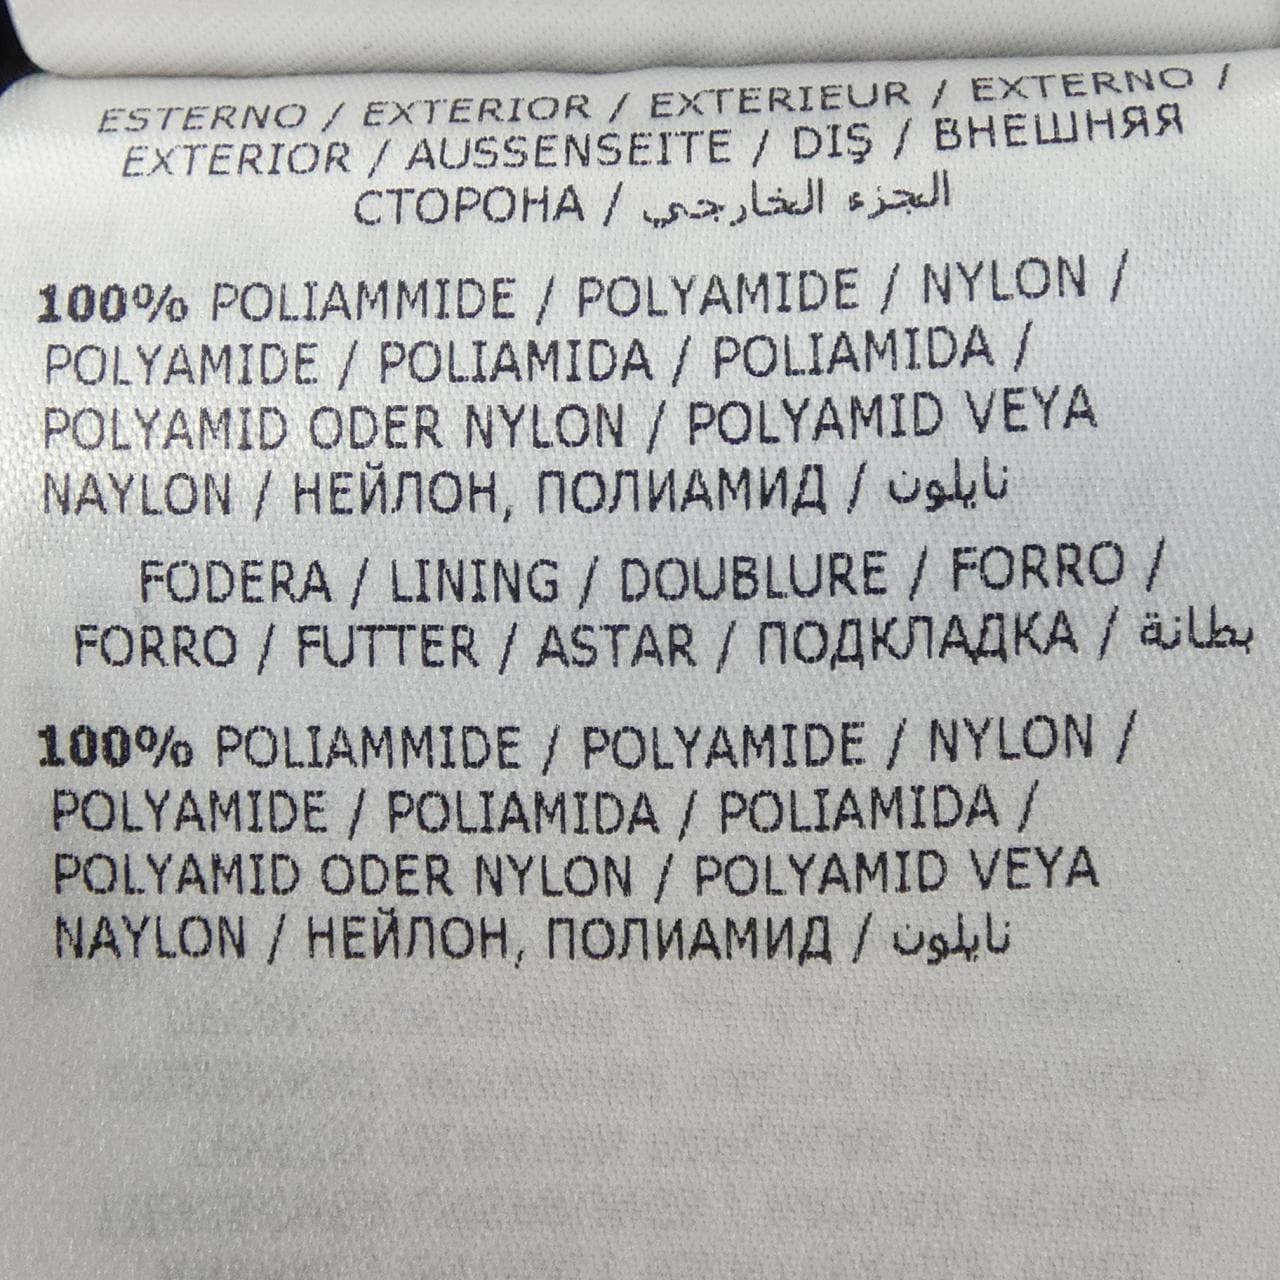 ESTERNO / EXTERIOR / EXTERIEUR / EXTERNO /
EXTERIOR / AUSSENSEITE / DIŞ / ВНЕШНЯЯ
СТОРОНА / الجزء الخارجي
100% POLIAMMIDE / POLYAMIDE / NYLON /
POLYAMIDE / POLIAMIDA / POLIAMIDA /
POLYAMID ODER NYLON / POLYAMID VEYA
NAYLON / НЕЙЛОН, ПОЛИАМИД / نايلون
FODERA / LINING / DOUBLURE / FORRO /
FORRO / FUTTER / ASTAR / ПОДКЛАДКА / بطانة
100% POLIAMMIDE / POLYAMIDE / NYLON /
POLYAMIDE / POLIAMIDA / POLIAMIDA /
POLYAMID ODER NYLON / POLYAMID VEYA
NAYLON / НЕЙЛОН, ПОЛИАМИД / نايلون